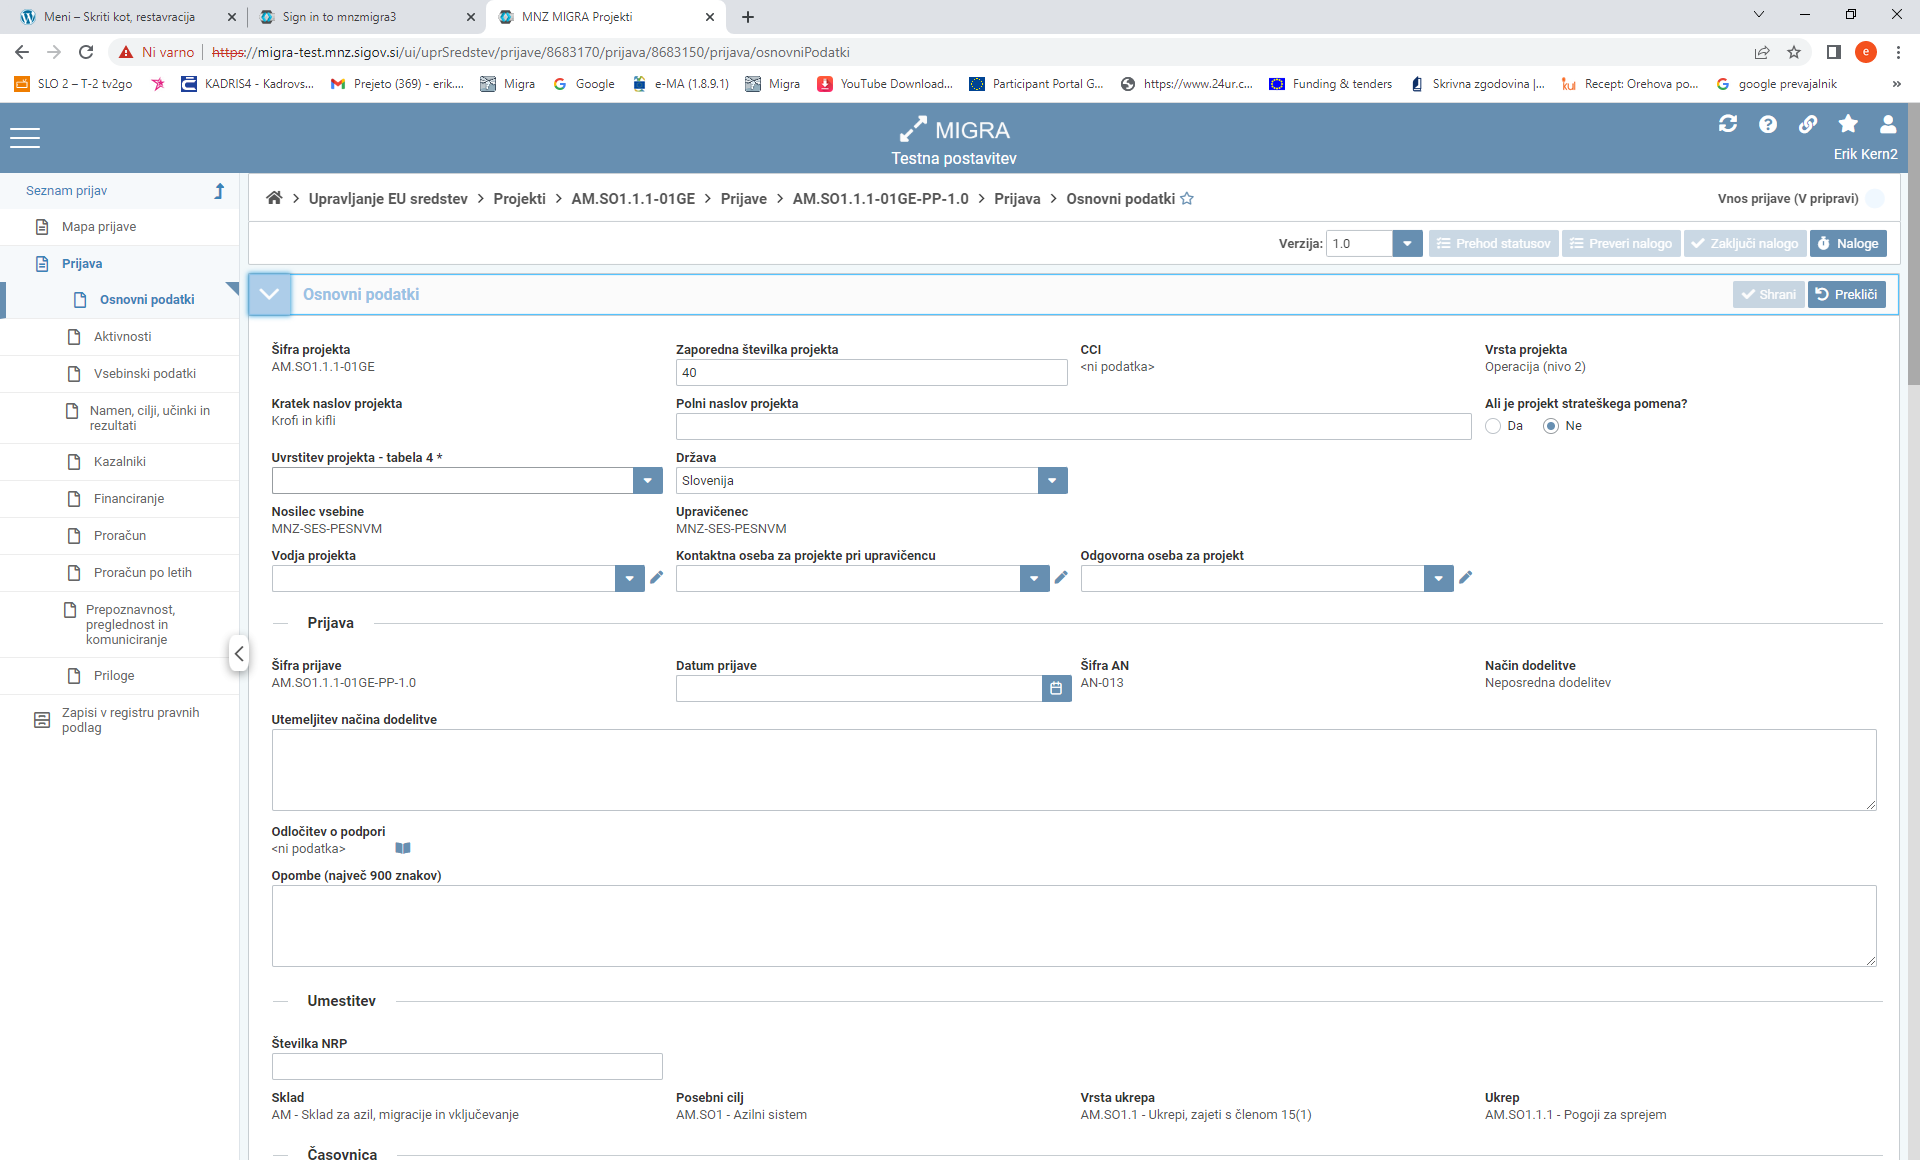 Meni – Skriti kot, restavracija
Sign in to mnzmigra3
MNZ MIGRA Projekti
Ni varno
https://migra-test.mnz.sigov.si/ui/uprSredstev/prijave/8683170/prijava/8683150/prijava/osnovniPodatki
e
SLO 2 – T-2 tv2go
KADRIS4 - Kadrovs...
Prejeto (369) - erik....
Migra
Google
e-MA (1.8.9.1)
Migra
YouTube Download...
Participant Portal G...
https://www.24ur.c...
Funding & tenders
Skrivna zgodovina |...
Recept: Orehova po...
google prevajalnik
»
MIGRA
Testna postavitev
Erik Kern2
Seznam prijav
Mapa prijave
Prijava
Osnovni podatki
Aktivnosti
Vsebinski podatki
Namen, cilji, učinki in
rezultati
Kazalniki
Financiranje
Proračun
Proračun po letih
Prepoznavnost,
preglednost in
komuniciranje
Priloge
Zapisi v registru pravnih
podlag
Upravljanje EU sredstev > Projekti > AM.SO1.1.1-01GE > Prijave > AM.SO1.1.1-01GE-PP-1.0 > Prijava > Osnovni podatki
Vnos prijave (V pripravi)
Verzija: 1.0 Prehod statusov Preveri nalogo Zaključi nalogo Naloge
Osnovni podatki
Shrani Prekliči
Šifra projekta
AM.SO1.1.1-01GE
Zaporedna številka projekta
40
CCI
<ni podatka>
Vrsta projekta
Operacija (nivo 2)
Kratek naslov projekta
Krofi in kifli
Polni naslov projekta
Ali je projekt strateškega pomena?
Da Ne
Uvrstitev projekta - tabela 4 *
Država
Slovenija
Nosilec vsebine
MNZ-SES-PESNVM
Upravičenec
MNZ-SES-PESNVM
Vodja projekta
Kontaktna oseba za projekte pri upravičencu
Odgovorna oseba za projekt
Prijava
Šifra prijave
AM.SO1.1.1-01GE-PP-1.0
Datum prijave
Šifra AN
AN-013
Način dodelitve
Neposredna dodelitev
Utemeljitev načina dodelitve
Odločitev o podpori
<ni podatka>
Opombe (največ 900 znakov)
Umestitev
Številka NRP
Sklad
AM - Sklad za azil, migracije in vključevanje
Posebni cilj
AM.SO1 - Azilni sistem
Vrsta ukrepa
AM.SO1.1 - Ukrepi, zajeti s členom 15(1)
Ukrep
AM.SO1.1.1 - Pogoji za sprejem
Časovnica